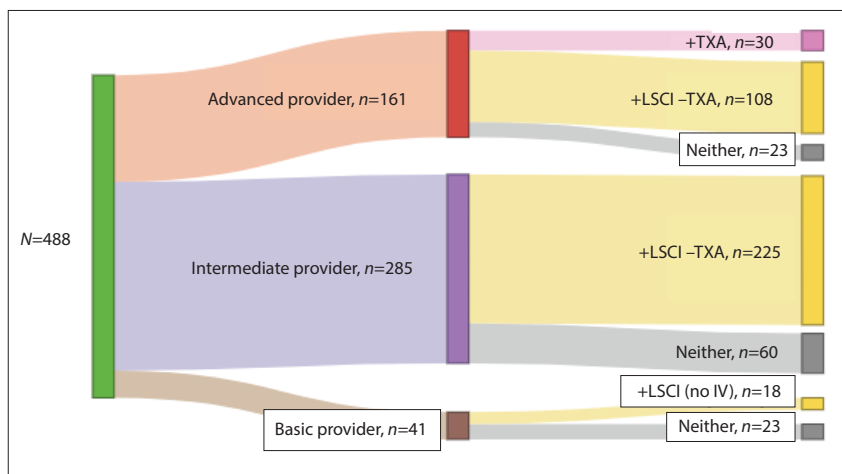 +TXA, n=30
Advanced provider, n=161
+LSCI –TXA, n=108
Neither, n=23
N=488
+LSCI –TXA, n=225
Intermediate provider, n=285
Neither, n=60
+LSCI (no IV), n=18
Basic provider, n=41
Neither, n=23